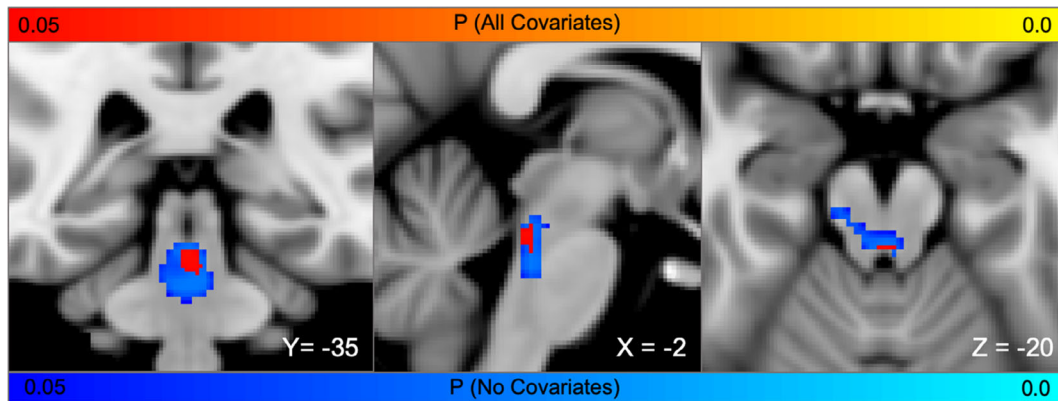 0.05 P (All Covariates) 0.0
Y= -35 X = -2 Z = -20
0.05 P (No Covariates) 0.0